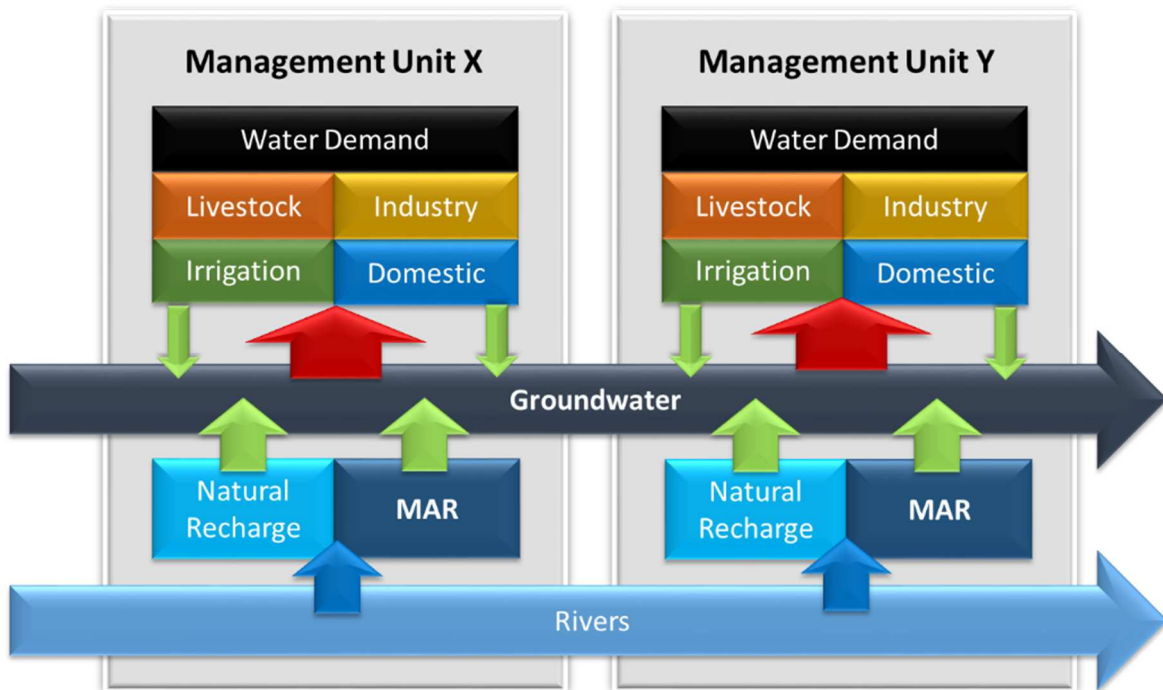 Management Unit X
Management Unit Y
Water Demand
Water Demand
Livestock
Industry
Livestock
Industry
Irrigation
Domestic
Irrigation
Domestic
Groundwater
Natural
Recharge
MAR
Natural
Recharge
MAR
Rivers